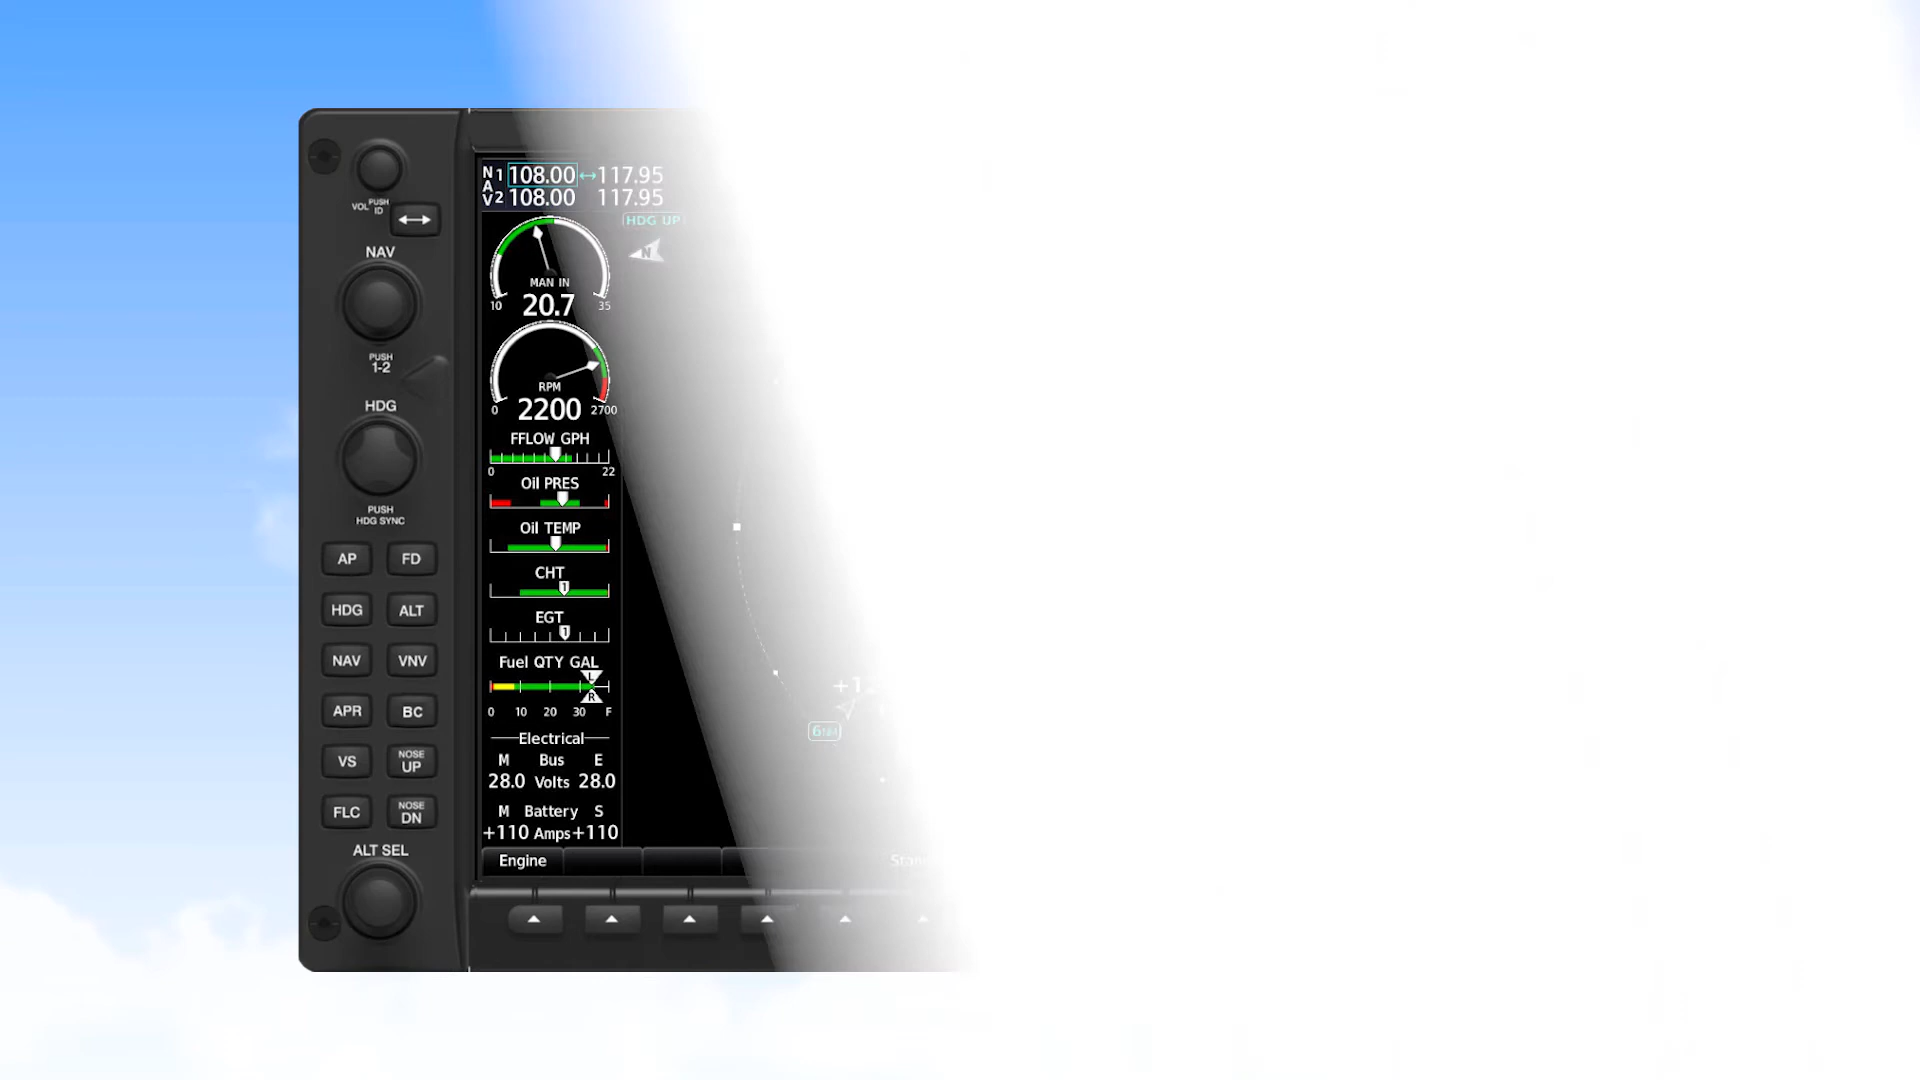 VOL PUSH ID
NAV
PUSH
1-2
HDG
PUSH
HDG SYNC
AP FD
HDG ALT
NAV VNV
APR BC
VS NOSE UP
FLC NOSE DN
ALT SEL
NAV 1 108.00 ↔ 117.95
2 108.00 117.95
HDG UP
N
MAN IN
10 20.7 35
RPM
0 2200 2700
FFLOW GPH
0 22
Oil PRES
Oil TEMP
CHT
1
EGT
1
Fuel QTY GAL
L
R
0 10 20 30 F
Electrical
M Bus E
28.0 Volts 28.0
M Battery S
+110 Amps +110
6NM
Engine